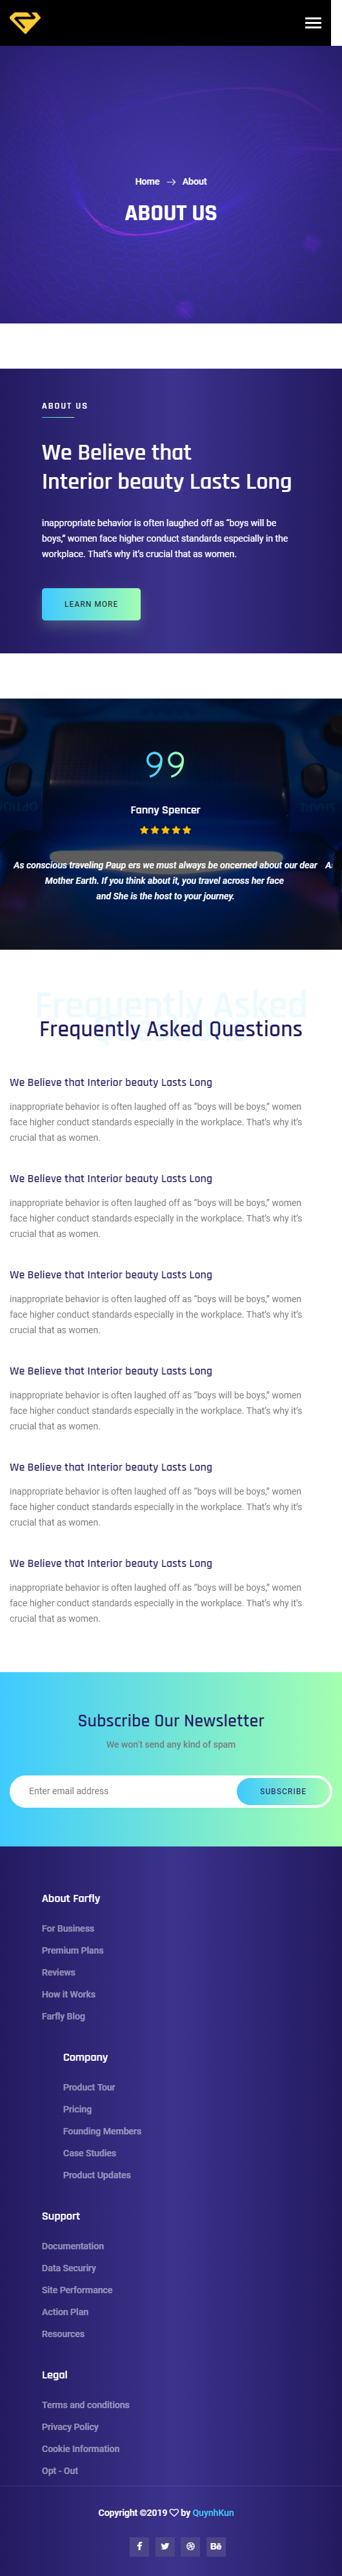 Home → About
ABOUT US
ABOUT US
We Believe that
Interior beauty Lasts Long
inappropriate behavior is often laughed off as “boys will be
boys,” women face higher conduct standards especially in the
workplace. That’s why it’s crucial that as women.
LEARN MORE
Fanny Spencer
As conscious traveling Paup ers we must always be oncerned about our dear
Mother Earth. If you think about it, you travel across her face
and She is the host to your journey.
Frequently Asked
Frequently Asked Questions
We Believe that Interior beauty Lasts Long
inappropriate behavior is often laughed off as “boys will be boys,” women
face higher conduct standards especially in the workplace. That’s why it’s
crucial that as women.
We Believe that Interior beauty Lasts Long
inappropriate behavior is often laughed off as “boys will be boys,” women
face higher conduct standards especially in the workplace. That’s why it’s
crucial that as women.
We Believe that Interior beauty Lasts Long
inappropriate behavior is often laughed off as “boys will be boys,” women
face higher conduct standards especially in the workplace. That’s why it’s
crucial that as women.
We Believe that Interior beauty Lasts Long
inappropriate behavior is often laughed off as “boys will be boys,” women
face higher conduct standards especially in the workplace. That’s why it’s
crucial that as women.
We Believe that Interior beauty Lasts Long
inappropriate behavior is often laughed off as “boys will be boys,” women
face higher conduct standards especially in the workplace. That’s why it’s
crucial that as women.
We Believe that Interior beauty Lasts Long
inappropriate behavior is often laughed off as “boys will be boys,” women
face higher conduct standards especially in the workplace. That’s why it’s
crucial that as women.
Subscribe Our Newsletter
We won’t send any kind of spam
Enter email address
SUBSCRIBE
About Farfly
For Business
Premium Plans
Reviews
How it Works
Farfly Blog
Company
Product Tour
Pricing
Founding Members
Case Studies
Product Updates
Support
Documentation
Data Securiry
Site Performance
Action Plan
Resources
Legal
Terms and conditions
Privacy Policy
Cookie Information
Opt - Out
Copyright ©2019 ♡ by QuynhKun